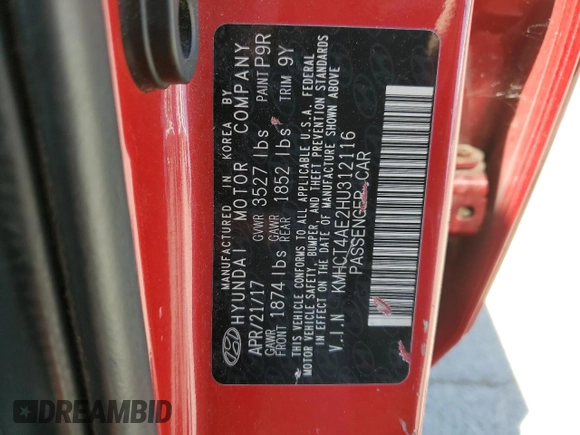 MANUFACTURED IN KOREA BY
HYUNDAI MOTOR COMPANY
APR/21/17 GVWR 3527 lbs PAINT P9R
GAWR FRONT 1874 lbs GAWR REAR 1852 lbs TRIM 9Y
THIS VEHICLE CONFORMS TO ALL APPLICABLE U.S.A. FEDERAL
MOTOR VEHICLE SAFETY, BUMPER, AND THEFT PREVENTION STANDARDS
IN EFFECT ON THE DATE OF MANUFACTURE SHOWN ABOVE
V.I.N KMHCT4AE2HU312116
PASSENGER CAR
DREAMBID